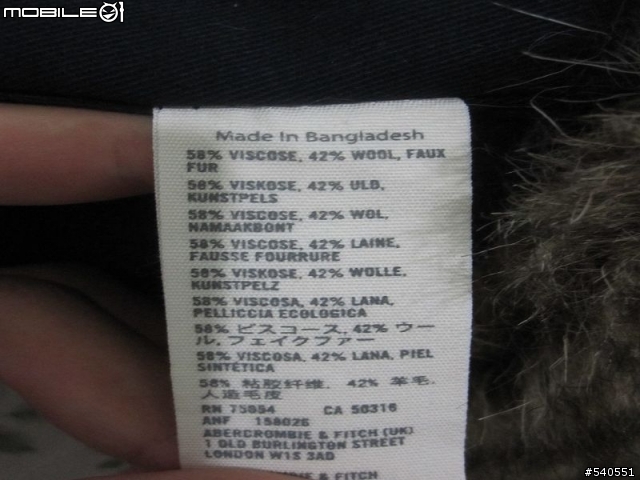 MOBILE01
Made In Bangladesh
58% VISCOSE, 42% WOOL, FAUX
FUR
58% VISKOSE, 42% ULD,
KUNSTPELS
58% VISCOSE, 42% WOL,
NAMAAKBONT
58% VISCOSE, 42% LAINE,
FAUSSE FOURRURE
58% VISKOSE, 42% WOLLE,
KUNSTPELZ
58% VISCOSA, 42% LANA,
PELLICCIA ECOLOGICA
58% ビスコース, 42% ウー
ル, フェイクファー
58% VISCOSA, 42% LANA, PIEL
SINTÉTICA
58% 粘胶纤维, 42% 羊毛,
人造毛皮
RN 75654 CA 50316
ANF 158026
ABERCROMBIE & FITCH (UK)
1 OLD BURLINGTON STREET
LONDON W1S 3AD
& FITCH
#540551